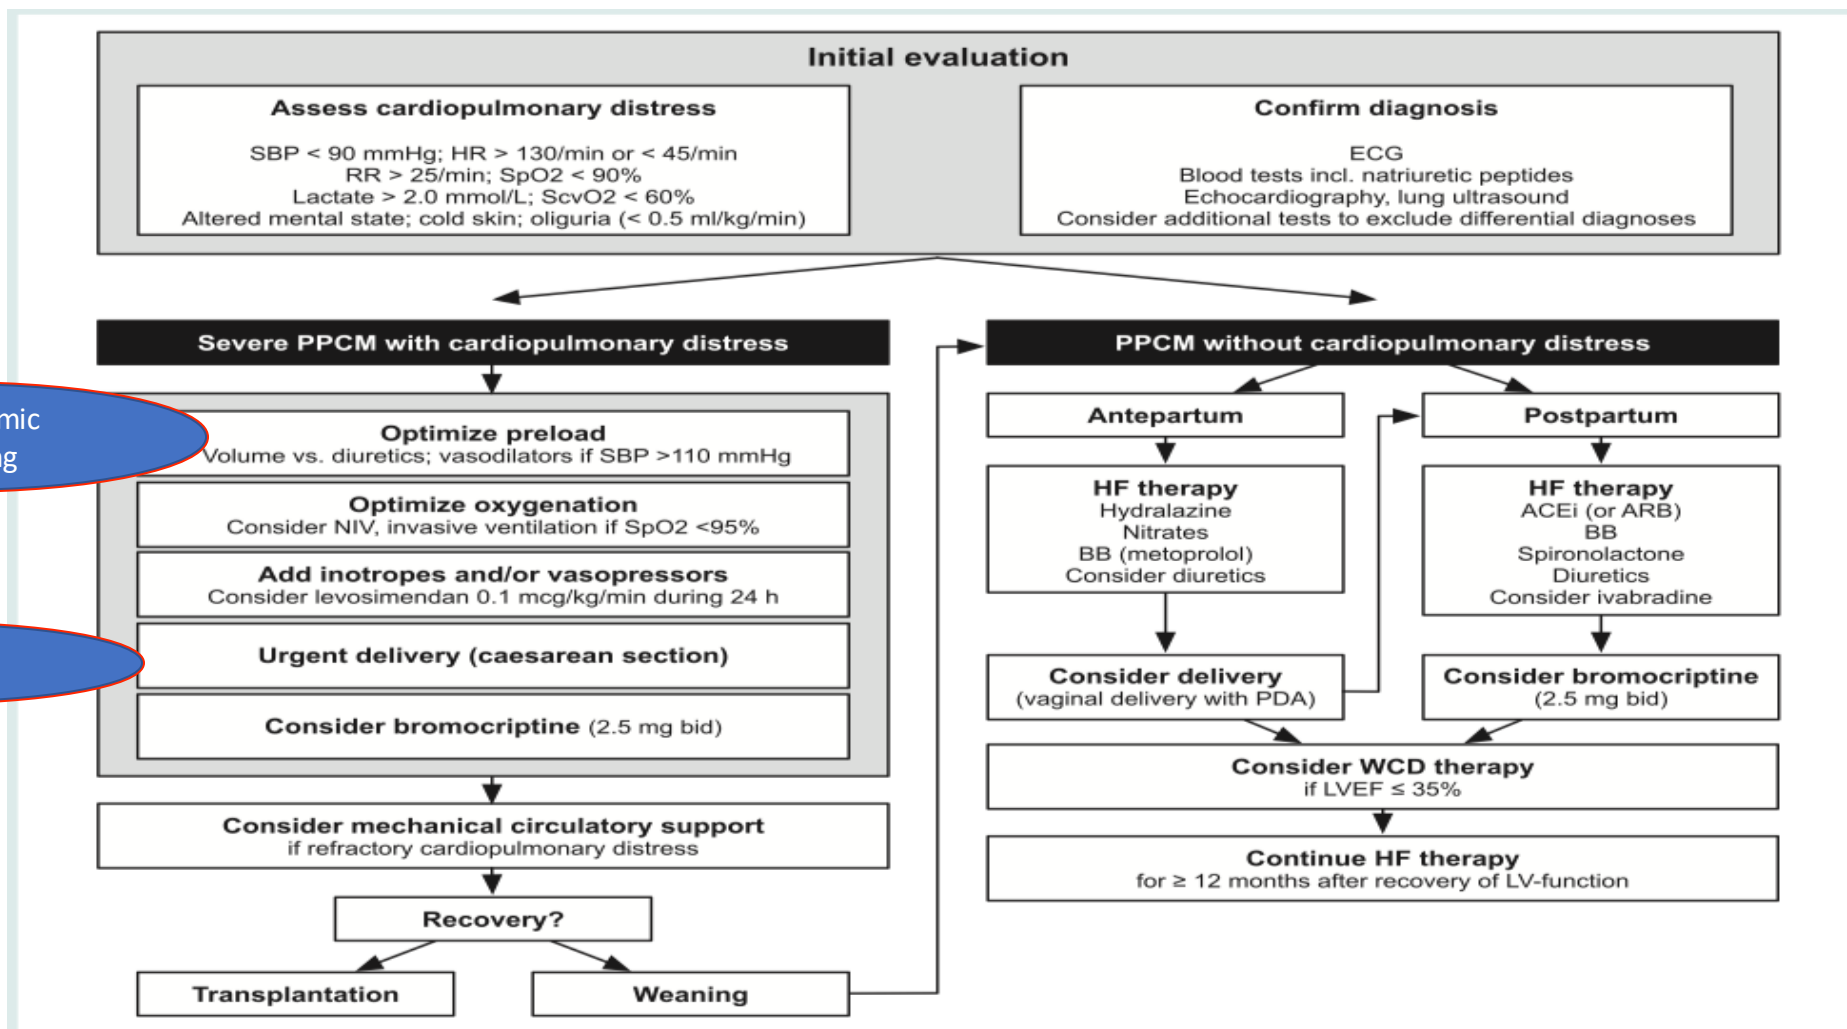 Initial evaluation
Assess cardiopulmonary distress
SBP < 90 mmHg; HR > 130/min or < 45/min
RR > 25/min; SpO2 < 90%
Lactate > 2.0 mmol/L; ScvO2 < 60%
Altered mental state; cold skin; oliguria (< 0.5 ml/kg/min)
Confirm diagnosis
ECG
Blood tests incl. natriuretic peptides
Echocardiography, lung ultrasound
Consider additional tests to exclude differential diagnoses
Severe PPCM with cardiopulmonary distress
Optimize preload
Volume vs. diuretics; vasodilators if SBP >110 mmHg
Optimize oxygenation
Consider NIV, invasive ventilation if SpO2 <95%
Add inotropes and/or vasopressors
Consider levosimendan 0.1 mcg/kg/min during 24 h
Urgent delivery (caesarean section)
Consider bromocriptine (2.5 mg bid)
Consider mechanical circulatory support
if refractory cardiopulmonary distress
Recovery?
Transplantation
Weaning
PPCM without cardiopulmonary distress
Antepartum
HF therapy
Hydralazine
Nitrates
BB (metoprolol)
Consider diuretics
Consider delivery
(vaginal delivery with PDA)
Postpartum
HF therapy
ACEi (or ARB)
BB
Spironolactone
Diuretics
Consider ivabradine
Consider bromocriptine
(2.5 mg bid)
Consider WCD therapy
if LVEF ≤ 35%
Continue HF therapy
for ≥ 12 months after recovery of LV-function